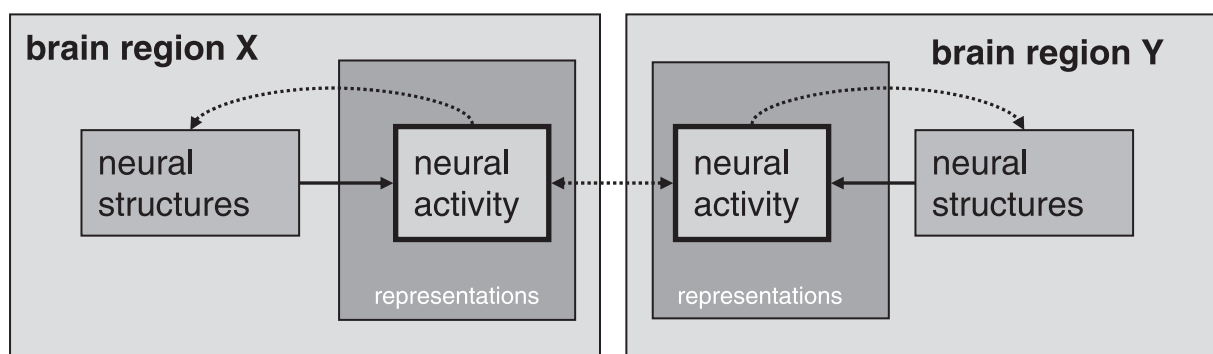 brain region X
neural
structures
neural
activity
representations
brain region Y
neural
activity
neural
structures
representations